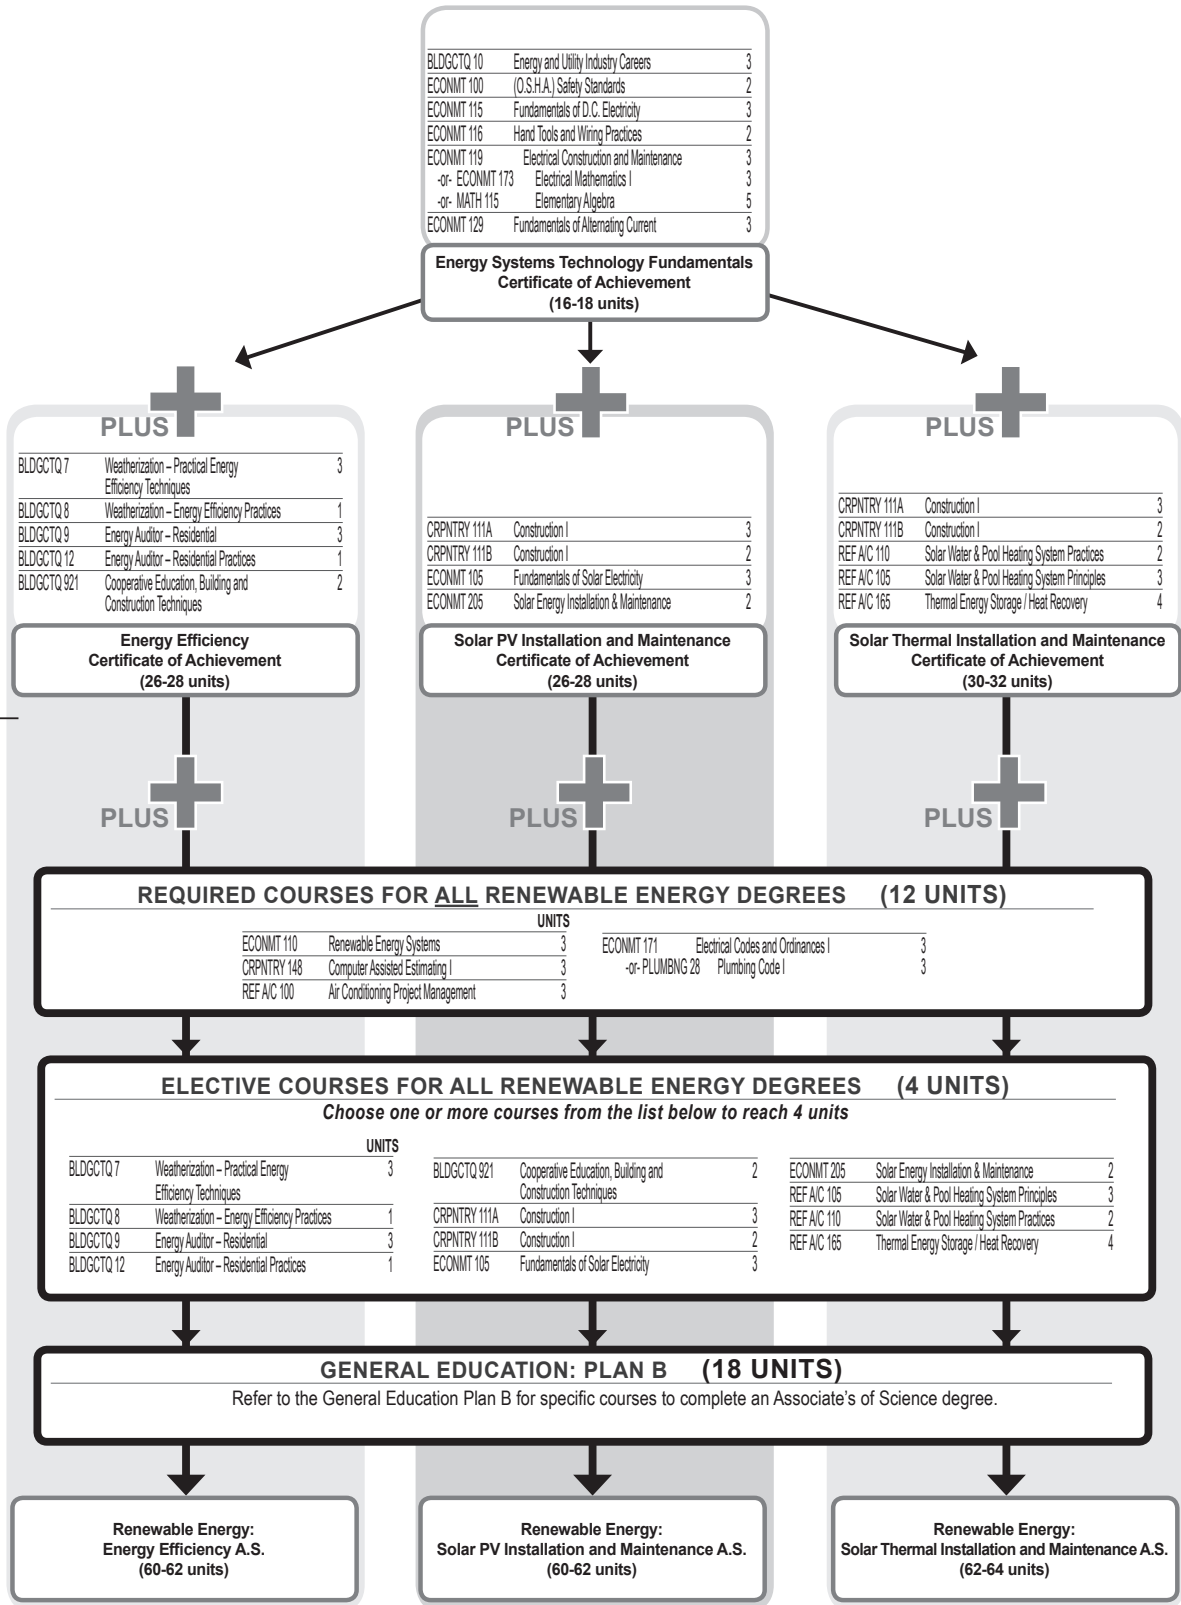 BLDGCTQ 10 Energy and Utility Industry Careers 3
ECONMT 100 (O.S.H.A.) Safety Standards 2
ECONMT 115 Fundamentals of D.C. Electricity 3
ECONMT 116 Hand Tools and Wiring Practices 2
ECONMT 119 Electrical Construction and Maintenance 3
-or- ECONMT 173 Electrical Mathematics I 3
-or- MATH 115 Elementary Algebra 5
ECONMT 129 Fundamentals of Alternating Current 3
Energy Systems Technology Fundamentals
Certificate of Achievement
(16-18 units)
PLUS
BLDGCTQ 7 Weatherization – Practical Energy 3
Efficiency Techniques
BLDGCTQ 8 Weatherization – Energy Efficiency Practices 1
BLDGCTQ 9 Energy Auditor – Residential 3
BLDGCTQ 12 Energy Auditor – Residential Practices 1
BLDGCTQ 921 Cooperative Education, Building and 2
Construction Techniques
Energy Efficiency
Certificate of Achievement
(26-28 units)
PLUS
PLUS
CRPNTRY 111A Construction I 3
CRPNTRY 111B Construction I 2
ECONMT 105 Fundamentals of Solar Electricity 3
ECONMT 205 Solar Energy Installation & Maintenance 2
Solar PV Installation and Maintenance
Certificate of Achievement
(26-28 units)
PLUS
PLUS
CRPNTRY 111A Construction I 3
CRPNTRY 111B Construction I 2
REF A/C 110 Solar Water & Pool Heating System Practices 2
REF A/C 105 Solar Water & Pool Heating System Principles 3
REF A/C 165 Thermal Energy Storage / Heat Recovery 4
Solar Thermal Installation and Maintenance
Certificate of Achievement
(30-32 units)
PLUS
REQUIRED COURSES FOR ALL RENEWABLE ENERGY DEGREES (12 UNITS)
UNITS
ECONMT 110 Renewable Energy Systems 3
CRPNTRY 148 Computer Assisted Estimating I 3
REF A/C 100 Air Conditioning Project Management 3
ECONMT 171 Electrical Codes and Ordinances I 3
-or- PLUMBNG 28 Plumbing Code I 3
ELECTIVE COURSES FOR ALL RENEWABLE ENERGY DEGREES (4 UNITS)
Choose one or more courses from the list below to reach 4 units
UNITS
BLDGCTQ 7 Weatherization – Practical Energy 3
Efficiency Techniques
BLDGCTQ 8 Weatherization – Energy Efficiency Practices 1
BLDGCTQ 9 Energy Auditor – Residential 3
BLDGCTQ 12 Energy Auditor – Residential Practices 1
BLDGCTQ 921 Cooperative Education, Building and 2
Construction Techniques
CRPNTRY 111A Construction I 3
CRPNTRY 111B Construction I 2
ECONMT 105 Fundamentals of Solar Electricity 3
ECONMT 205 Solar Energy Installation & Maintenance 2
REF A/C 105 Solar Water & Pool Heating System Principles 3
REF A/C 110 Solar Water & Pool Heating System Practices 2
REF A/C 165 Thermal Energy Storage / Heat Recovery 4
GENERAL EDUCATION: PLAN B (18 UNITS)
Refer to the General Education Plan B for specific courses to complete an Associate's of Science degree.
Renewable Energy:
Energy Efficiency A.S.
(60-62 units)
Renewable Energy:
Solar PV Installation and Maintenance A.S.
(60-62 units)
Renewable Energy:
Solar Thermal Installation and Maintenance A.S.
(62-64 units)